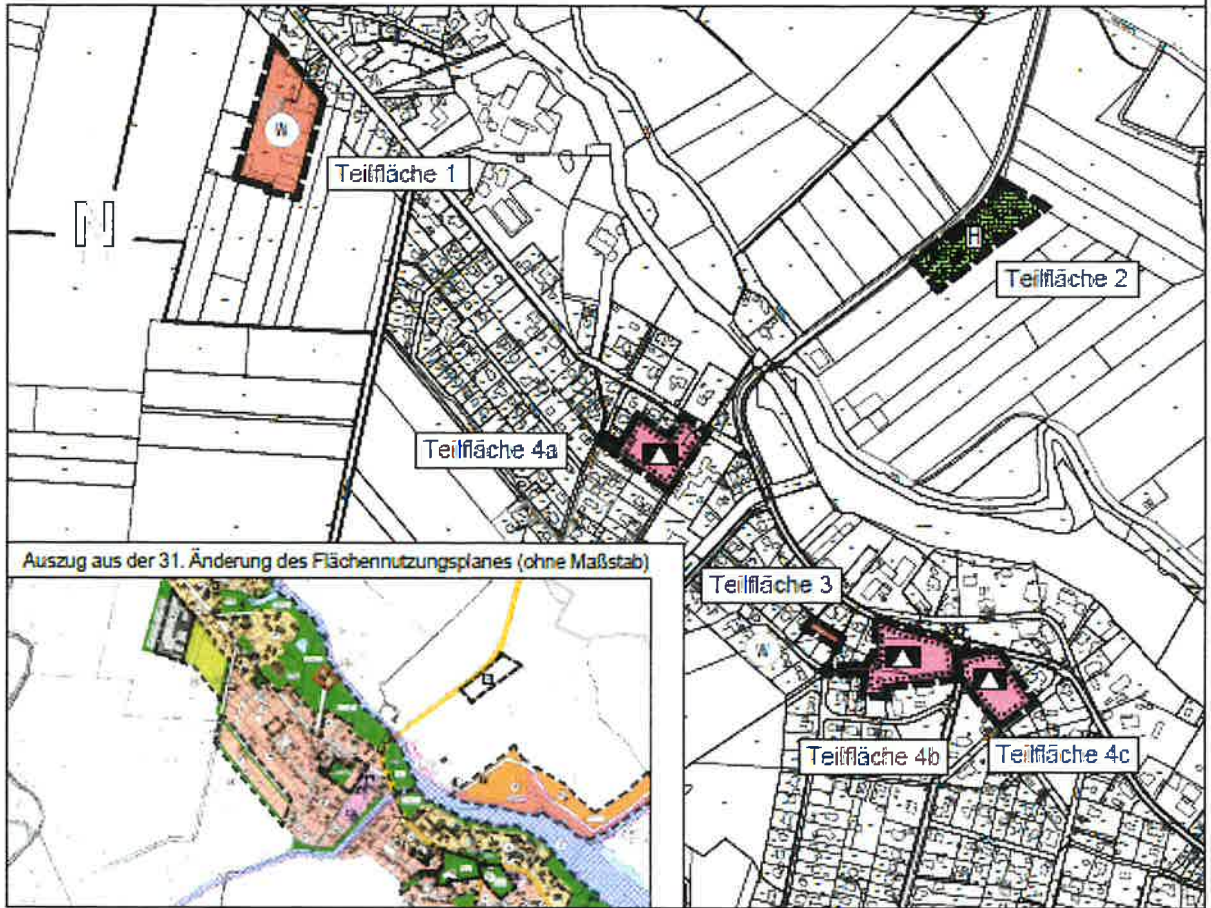 W
Teilfläche 1
H
Teilfläche 2
Teilfläche 4a
Auszug aus der 31. Änderung des Flächennutzungsplanes (ohne Maßstab)
Teilfläche 3
W
Teilfläche 4b
Teilfläche 4c